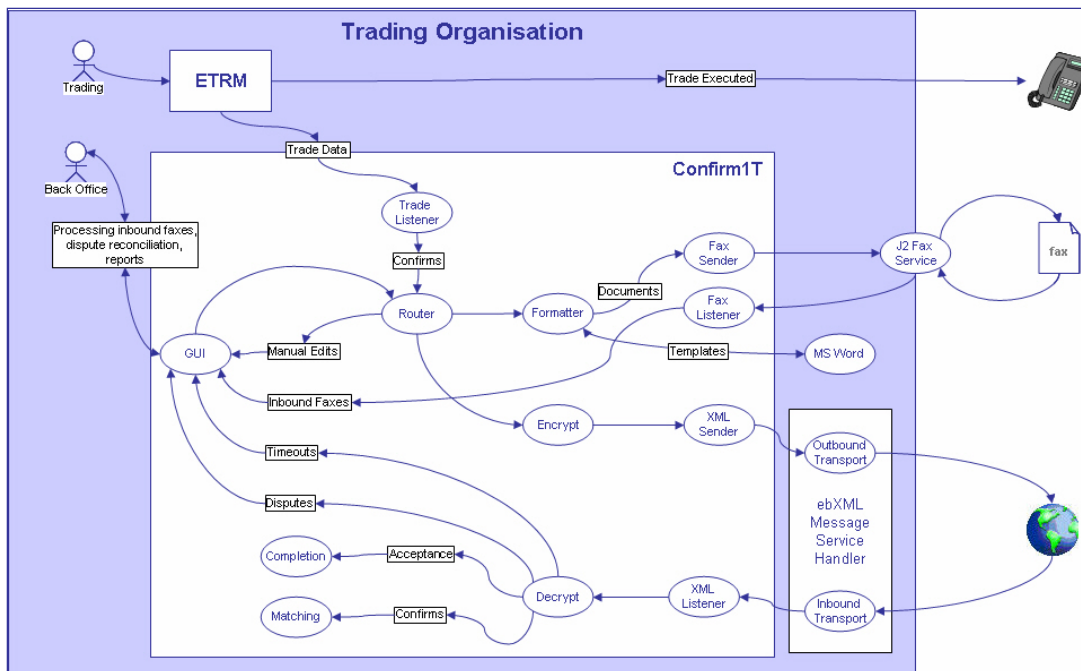 Trading Organisation
Trading
ETRM
Trade Executed
Back Office
Trade Data
Confirm1T
Processing inbound faxes,
dispute reconciliation,
reports
Trade
Listener
Confirms
Fax
Sender
J2 Fax
Service
fax
Documents
Router
Formatter
Fax
Listener
GUI
Manual Edits
Templates
MS Word
Inbound Faxes
Encrypt
XML
Sender
Outbound
Transport
Timeouts
Disputes
ebXML
Message
Service
Handler
Completion
Acceptance
Decrypt
XML
Listener
Inbound
Transport
Matching
Confirms